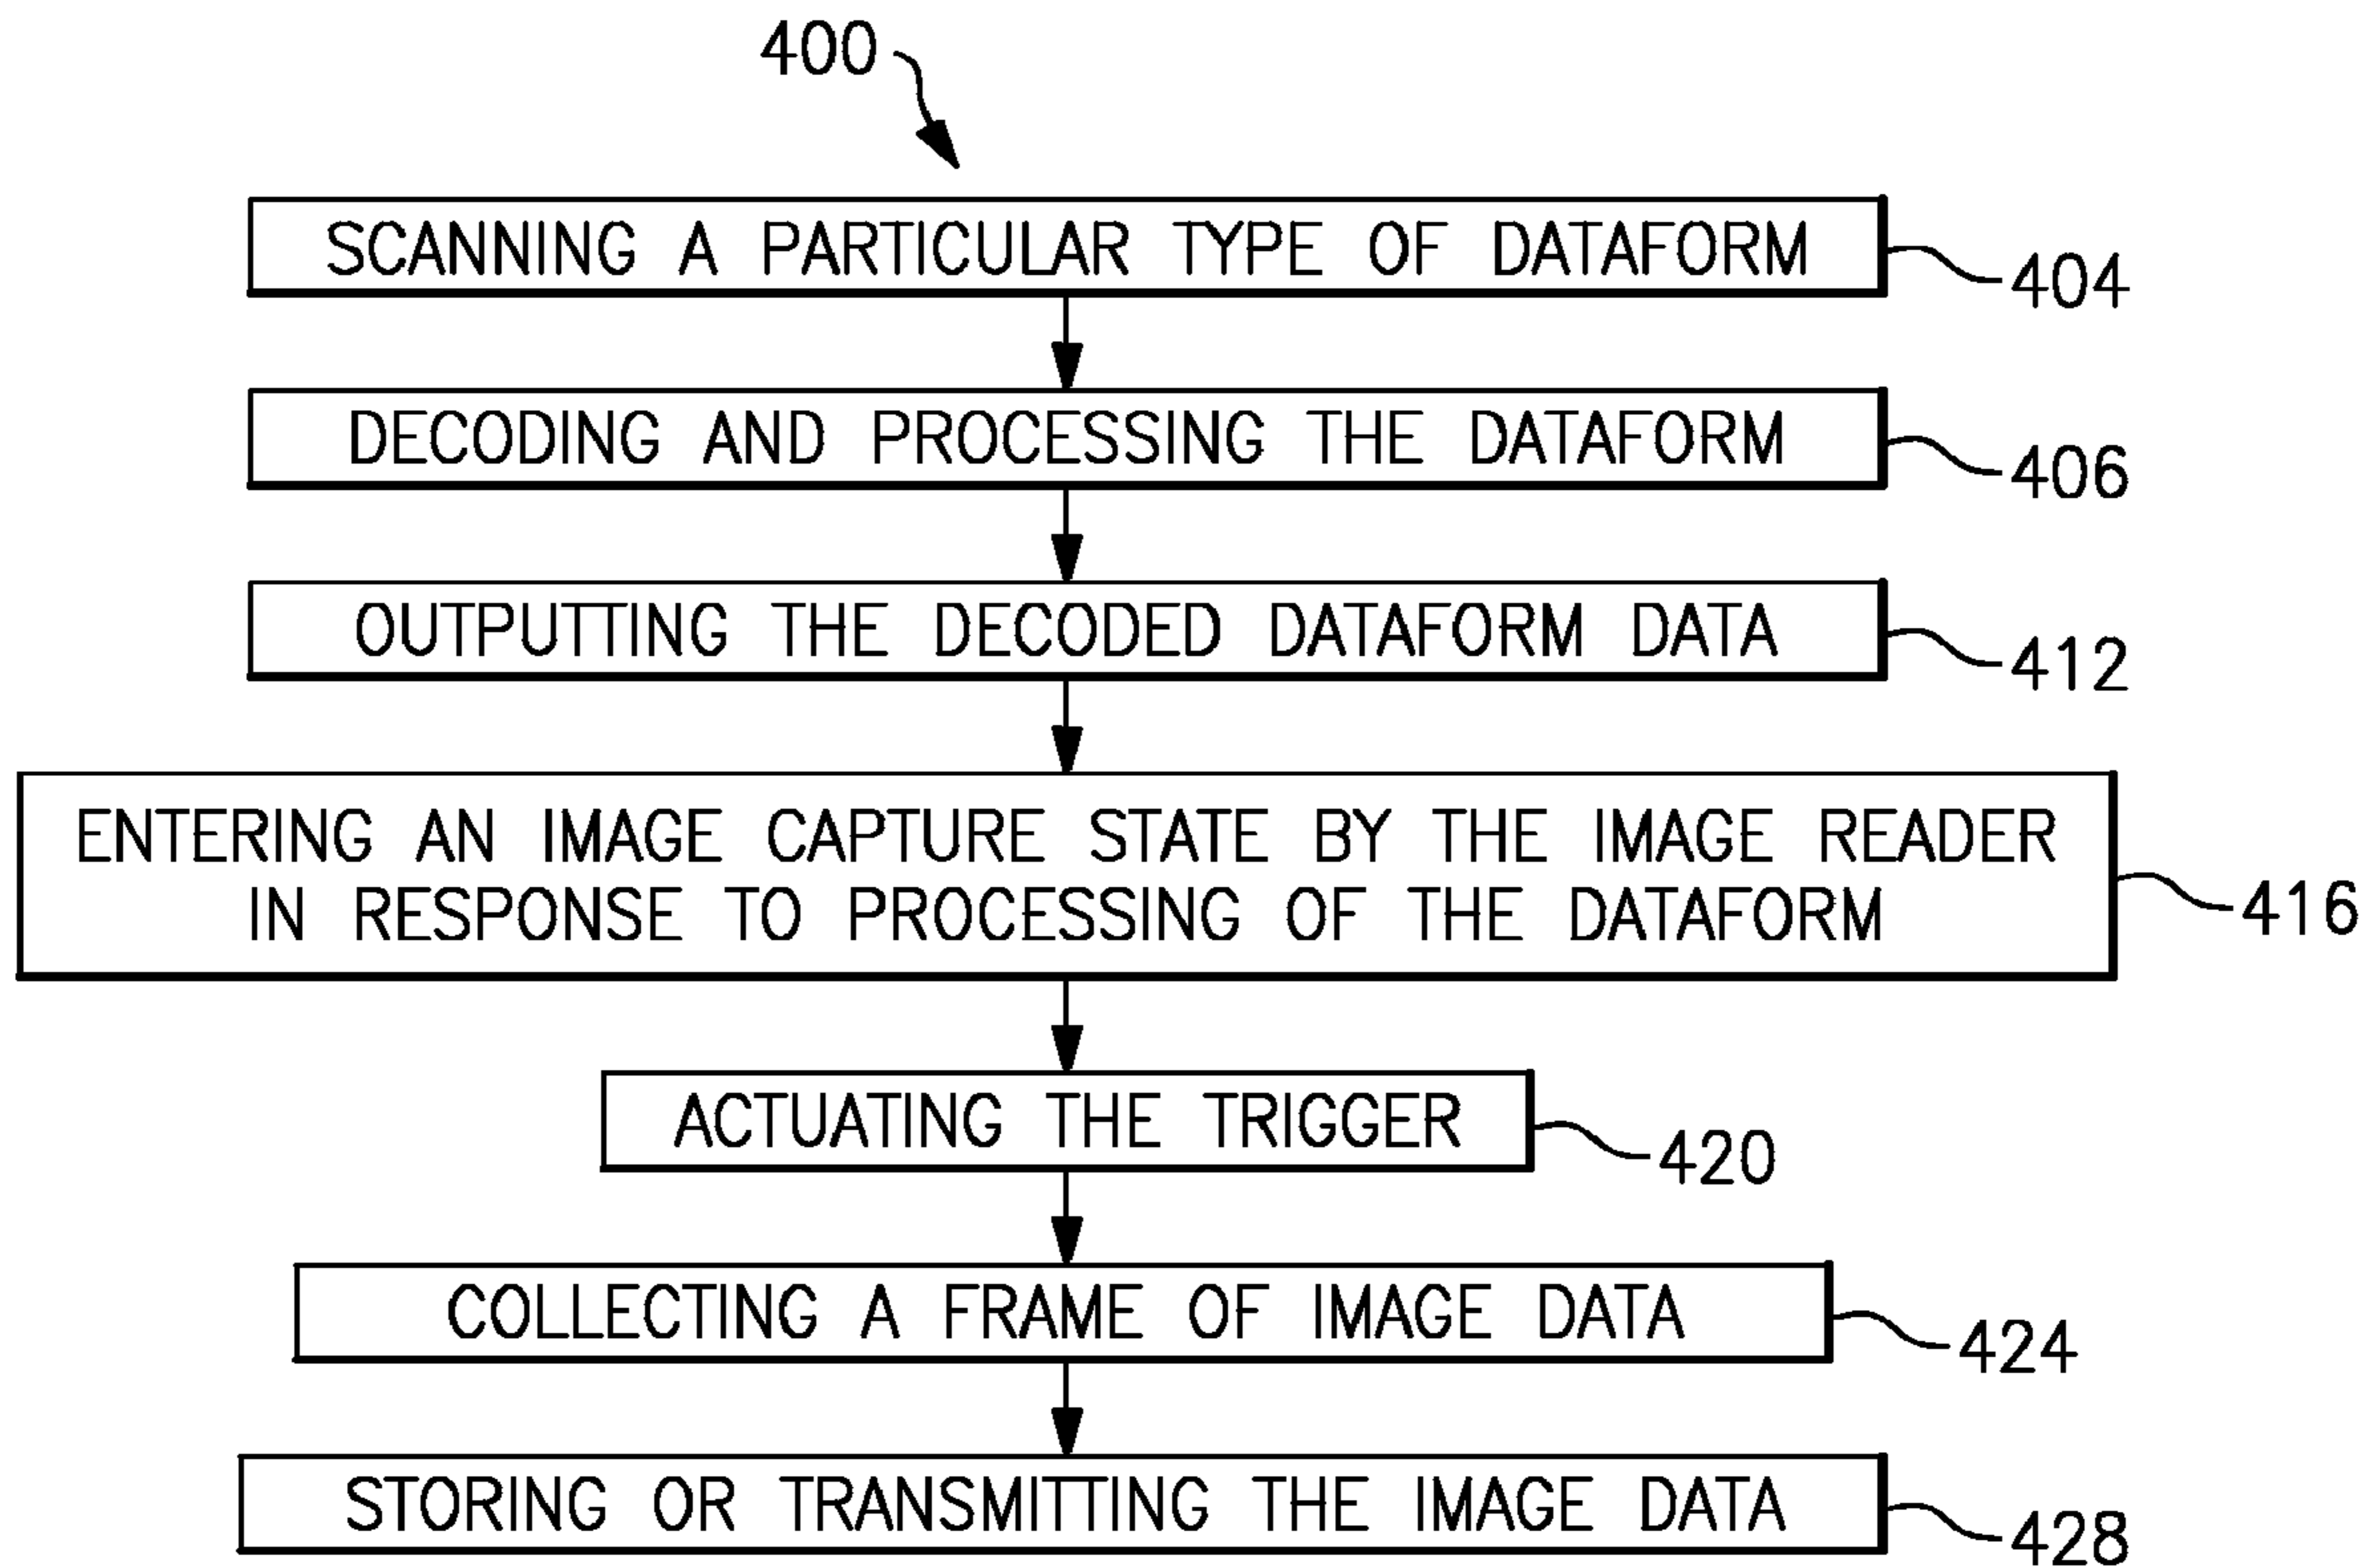 400
SCANNING A PARTICULAR TYPE OF DATAFORM
404
DECODING AND PROCESSING THE DATAFORM
406
OUTPUTTING THE DECODED DATAFORM DATA
412
ENTERING AN IMAGE CAPTURE STATE BY THE IMAGE READER
IN RESPONSE TO PROCESSING OF THE DATAFORM
416
ACTUATING THE TRIGGER
420
COLLECTING A FRAME OF IMAGE DATA
424
STORING OR TRANSMITTING THE IMAGE DATA
428